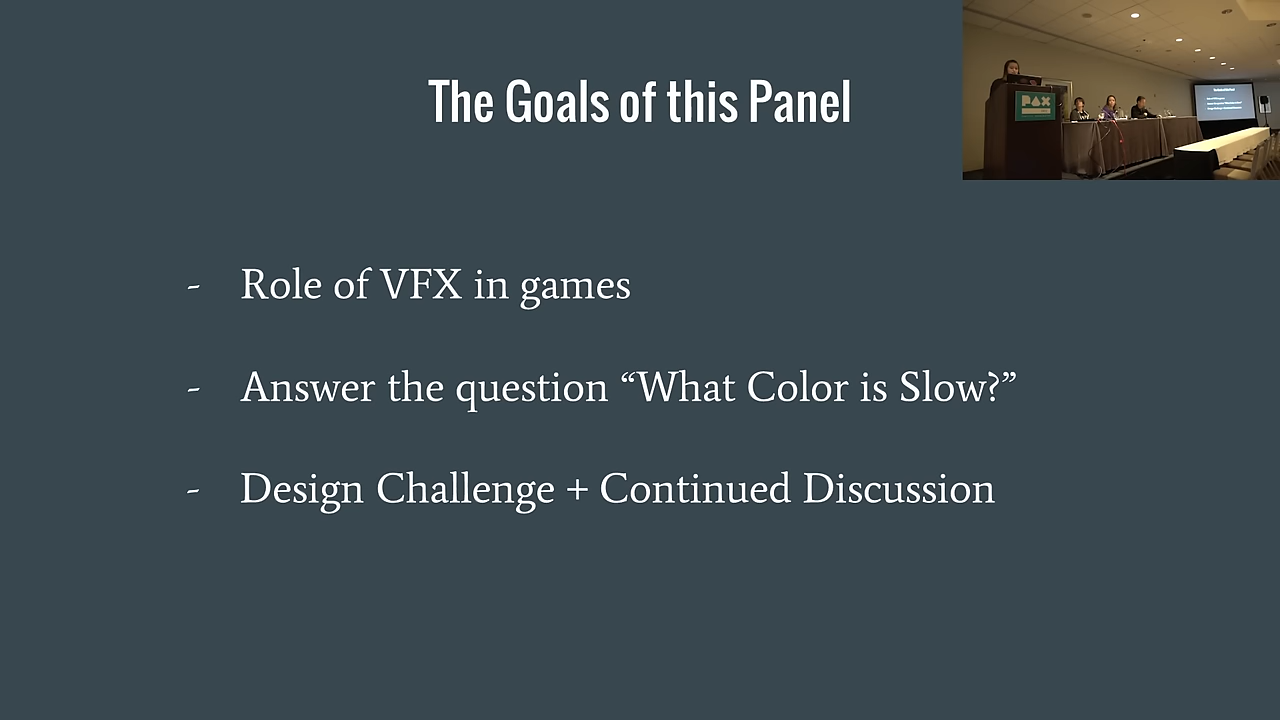 The Goals of this Panel
- Role of VFX in games
- Answer the question “What Color is Slow?”
- Design Challenge + Continued Discussion
PAX